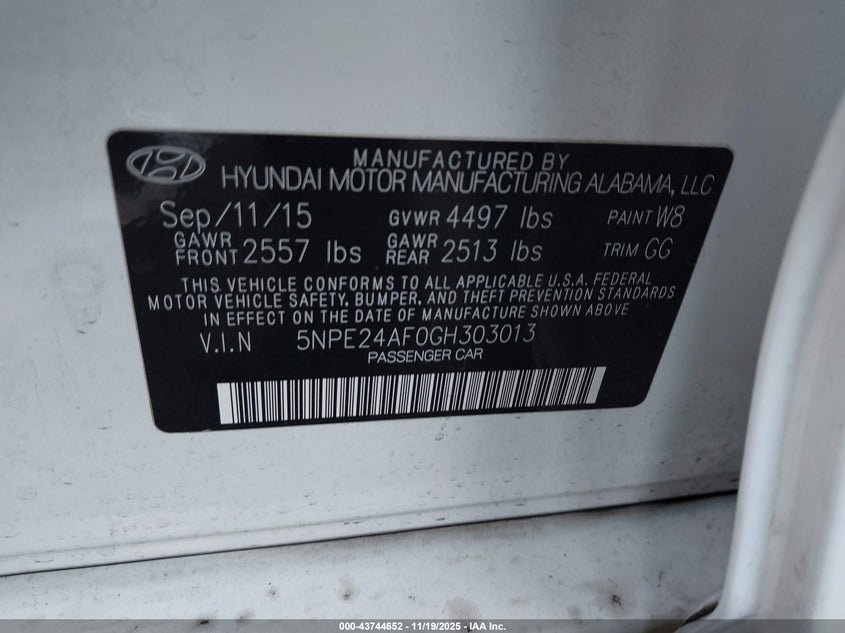 MANUFACTURED BY
HYUNDAI MOTOR MANUFACTURING ALABAMA, LLC
Sep/11/15 GVWR 4497 lbs PAINT W8
GAWR FRONT 2557 lbs GAWR REAR 2513 lbs TRIM GG
THIS VEHICLE CONFORMS TO ALL APPLICABLE U.S.A. FEDERAL
MOTOR VEHICLE SAFETY, BUMPER, AND THEFT PREVENTION STANDARDS
IN EFFECT ON THE DATE OF MANUFACTURE SHOWN ABOVE
V.I.N 5NPE24AF0GH303013
PASSENGER CAR
000-43744652 - 11/19/2025 - IAA Inc.